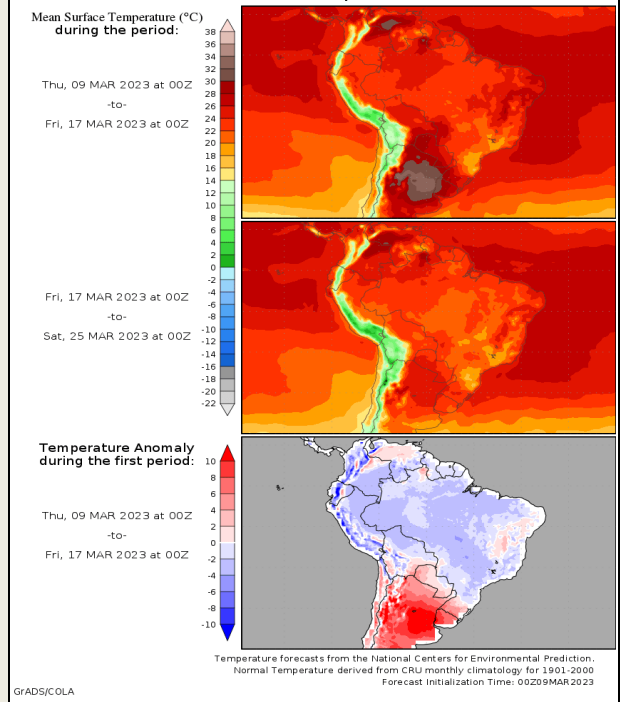 Mean Surface Temperature (°C)
during the period:
Thu, 09 MAR 2023 at 00Z
-to-
Fri, 17 MAR 2023 at 00Z
38
36
34
32
30
28
26
24
22
20
18
16
14
12
10
8
6
4
2
0
-2
-4
-6
-8
-10
-12
-14
-16
-18
-20
-22
Fri, 17 MAR 2023 at 00Z
-to-
Sat, 25 MAR 2023 at 00Z
Temperature Anomaly
during the first period:
Thu, 09 MAR 2023 at 00Z
-to-
Fri, 17 MAR 2023 at 00Z
10
8
6
4
2
0
-2
-4
-6
-8
-10
Temperature forecasts from the National Centers for Environmental Prediction.
Normal Temperature derived from CRU monthly climatology for 1901-2000
Forecast Initialization Time: 00Z09MAR2023
GrADS/COLA